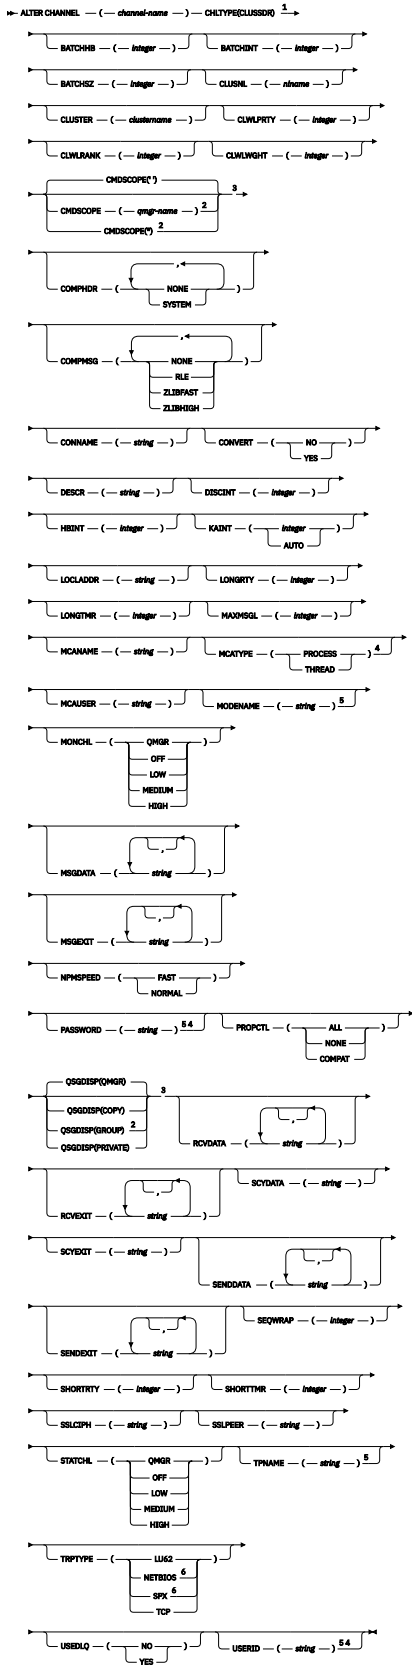 ALTER CHANNEL ( channel-name ) CHLTYPE(CLUSSDR) 1
BATCHHB ( integer ) BATCHINT ( integer )
BATCHSZ ( integer ) CLUSNL ( nlname )
CLUSTER ( clustername ) CLWLPRTY ( integer )
CLWLRANK ( integer ) CLWLWGHT ( integer )
CMDSCOPE(' ')
3
CMDSCOPE ( qmgr-name ) 2
CMDSCOPE(*) 2
,
COMPHDR ( NONE )
SYSTEM
,
COMPMSG ( NONE )
RLE
ZLIBFAST
ZLIBHIGH
CONNAME ( string ) CONVERT ( NO )
YES
DESCR ( string ) DISCINT ( integer )
HBINT ( integer ) KAINT ( integer )
AUTO
LOCLADDR ( string ) LONGRTY ( integer )
LONGTMR ( integer ) MAXMSGL ( integer )
MCANAME ( string ) MCATYPE ( PROCESS ) 4
THREAD
MCAUSER ( string ) MODENAME ( string ) 5
MONCHL ( QMGR )
OFF
LOW
MEDIUM
HIGH
,
MSGDATA ( string )
,
MSGEXIT ( string )
NPMSPEED ( FAST )
NORMAL
PASSWORD ( string ) 5 4 PROPCTL ( ALL )
NONE
COMPAT
QSGDISP(QMGR)
3
QSGDISP(COPY)
,
QSGDISP(GROUP) 2
QSGDISP(PRIVATE) RCVDATA ( string )
,
RCVEXIT ( string ) SCYDATA ( string )
SCYEXIT ( string )
,
SENDDATA ( string )
,
SENDEXIT ( string ) SEQWRAP ( integer )
SHORTRTY ( integer ) SHORTTMR ( integer )
SSLCIPH ( string ) SSLPEER ( string )
STATCHL ( QMGR ) TPNAME ( string ) 5
OFF
LOW
MEDIUM
HIGH
TRPTYPE ( LU62 )
NETBIOS 6
SPX 6
TCP
USEDLQ ( NO ) USERID ( string ) 5 4
YES